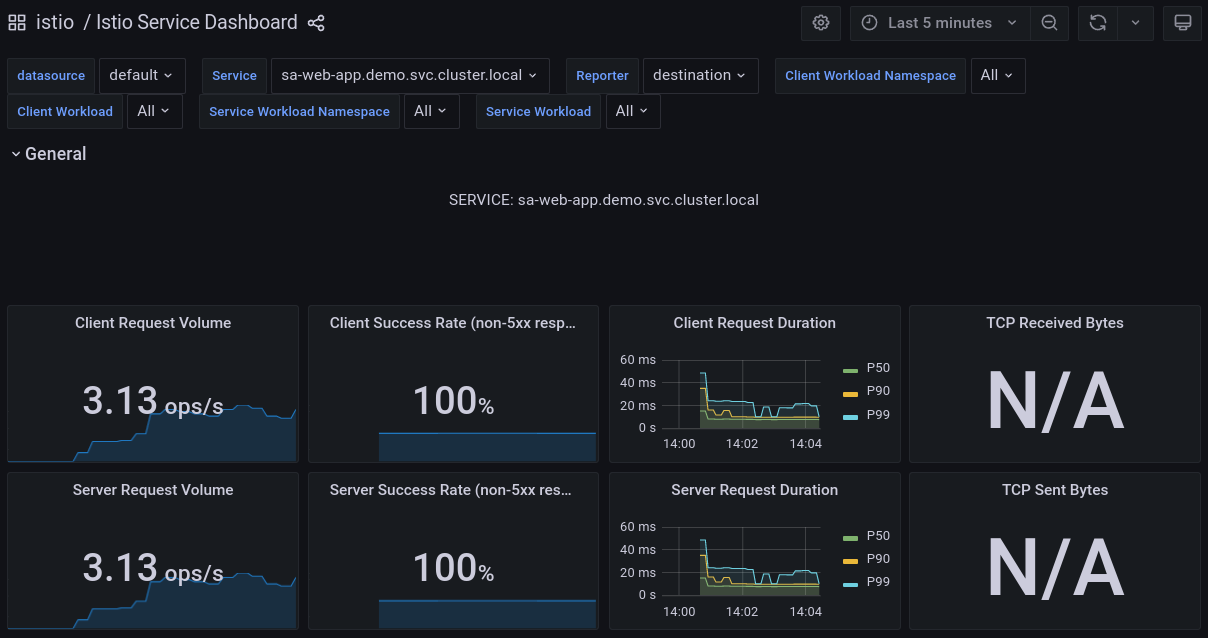 istio / Istio Service Dashboard Last 5 minutes
datasource default Service sa-web-app.demo.svc.cluster.local Reporter destination Client Workload Namespace All
Client Workload All Service Workload Namespace All Service Workload All
General
SERVICE: sa-web-app.demo.svc.cluster.local
Client Request Volume
3.13 ops/s
Client Success Rate (non-5xx resp...
100%
Client Request Duration
60 ms
40 ms
20 ms
0 s
14:00 14:02 14:04
P50
P90
P99
TCP Received Bytes
N/A
Server Request Volume
3.13 ops/s
Server Success Rate (non-5xx res...
100%
Server Request Duration
60 ms
40 ms
20 ms
0 s
14:00 14:02 14:04
P50
P90
P99
TCP Sent Bytes
N/A